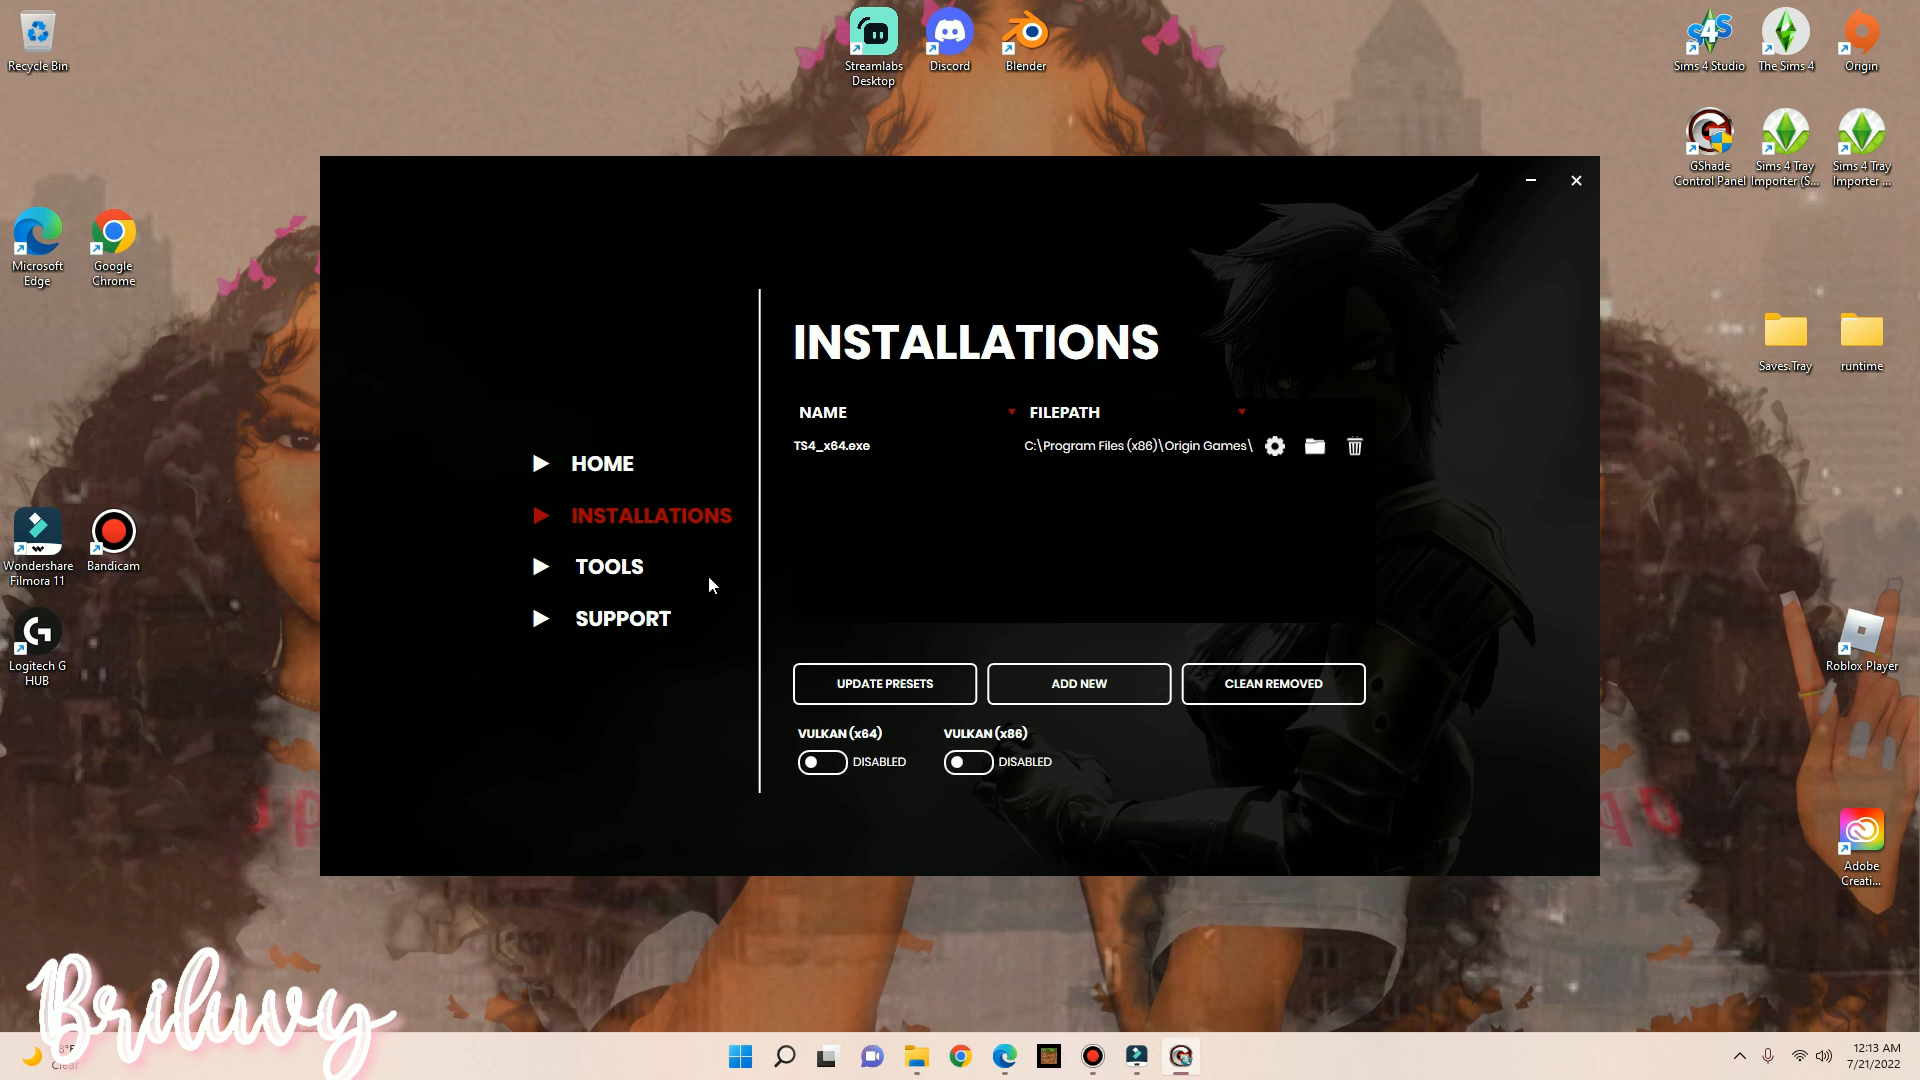 Recycle Bin
Streamlabs
Desktop
Discord
Blender
Sims 4 Studio
The Sims 4
Origin
GShade
Control Panel
Sims 4 Tray
Importer (S...
Sims 4 Tray
Importer ...
Microsoft
Edge
Google
Chrome
Saves.Tray
runtime
INSTALLATIONS
NAME
FILEPATH
TS4_x64.exe
C:\Program Files (x86)\Origin Games\
HOME
INSTALLATIONS
TOOLS
SUPPORT
Wondershare
Filmora 11
Bandicam
Logitech G
HUB
Roblox Player
UPDATE PRESETS
ADD NEW
CLEAN REMOVED
VULKAN (x64)
VULKAN (x86)
DISABLED
DISABLED
Adobe
Creati...
Briluvy
Clear
12:13 AM
7/21/2022